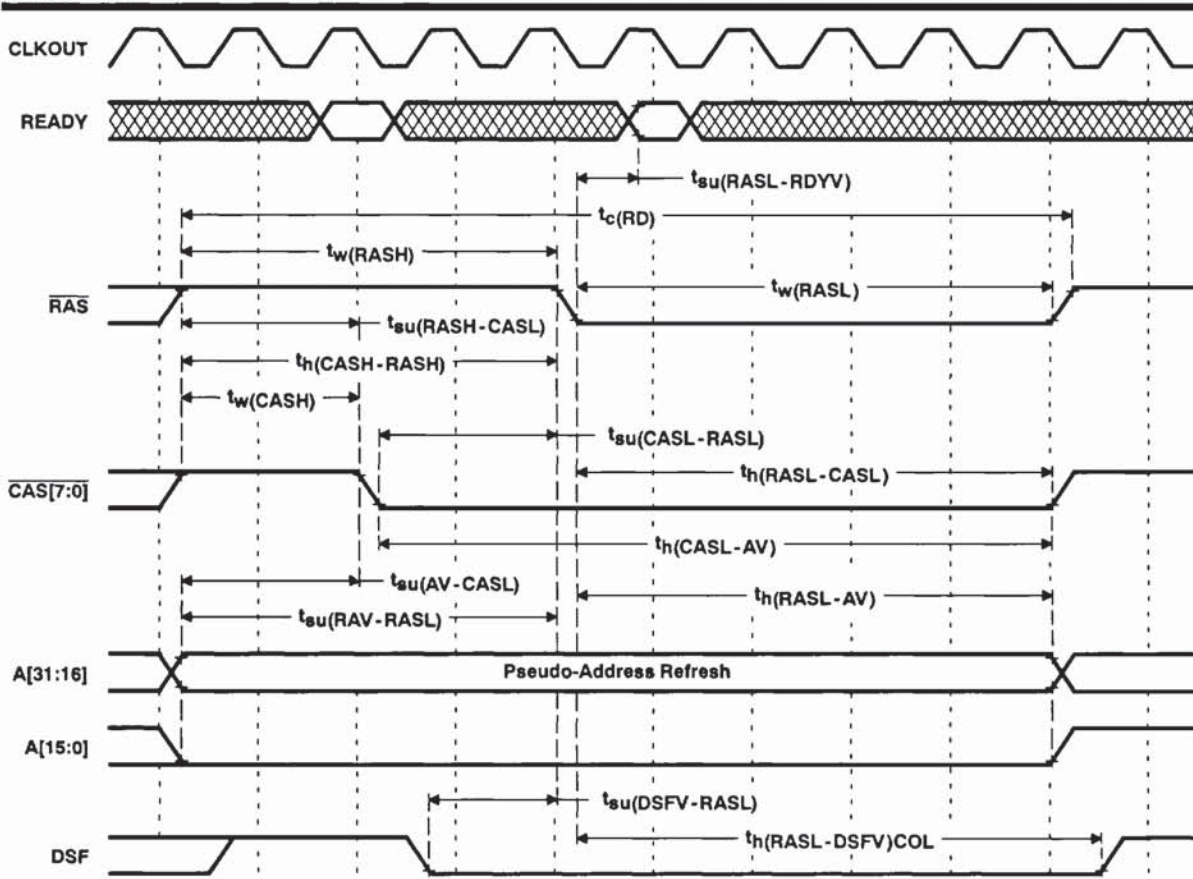 CLKOUT
READY
tsu(RASL-RDYV)
tc(RD)
tw(RASH)
tw(RASL)
RAS
tsu(RASH-CASL)
th(CASH-RASH)
tw(CASH)
tsu(CASL-RASL)
th(RASL-CASL)
CAS[7:0]
th(CASL-AV)
tsu(AV-CASL)
th(RASL-AV)
tsu(RAV-RASL)
A[31:16]
Pseudo-Address Refresh
A[15:0]
tsu(DSFV-RASL)
th(RASL-DSFV)COL
DSF